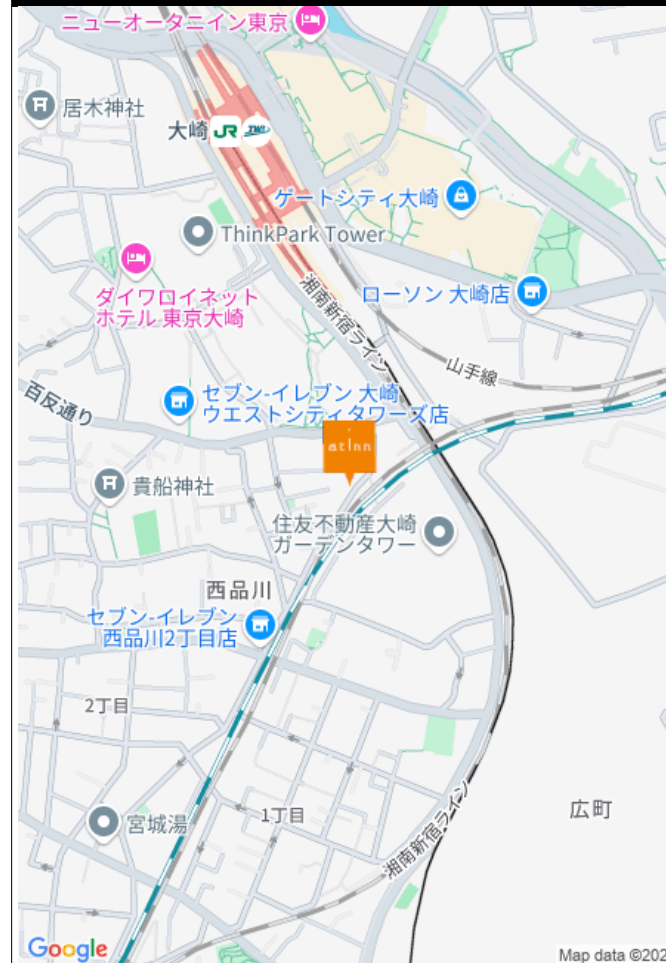 ニューオータニイン東京
居木神社
大崎
JR
TWR
ゲートシティ大崎
ThinkPark Tower
ダイワロイネット
ホテル 東京大崎
ローソン 大崎店
湘南新宿ライン
山手線
百反通り
セブン-イレブン 大崎
ウエストシティタワーズ店
at inn
貴船神社
住友不動産大崎
ガーデンタワー
西品川
セブン-イレブン
西品川2丁目店
2丁目
宮城湯
1丁目
広町
湘南新宿ライン
Google
Map data ©202